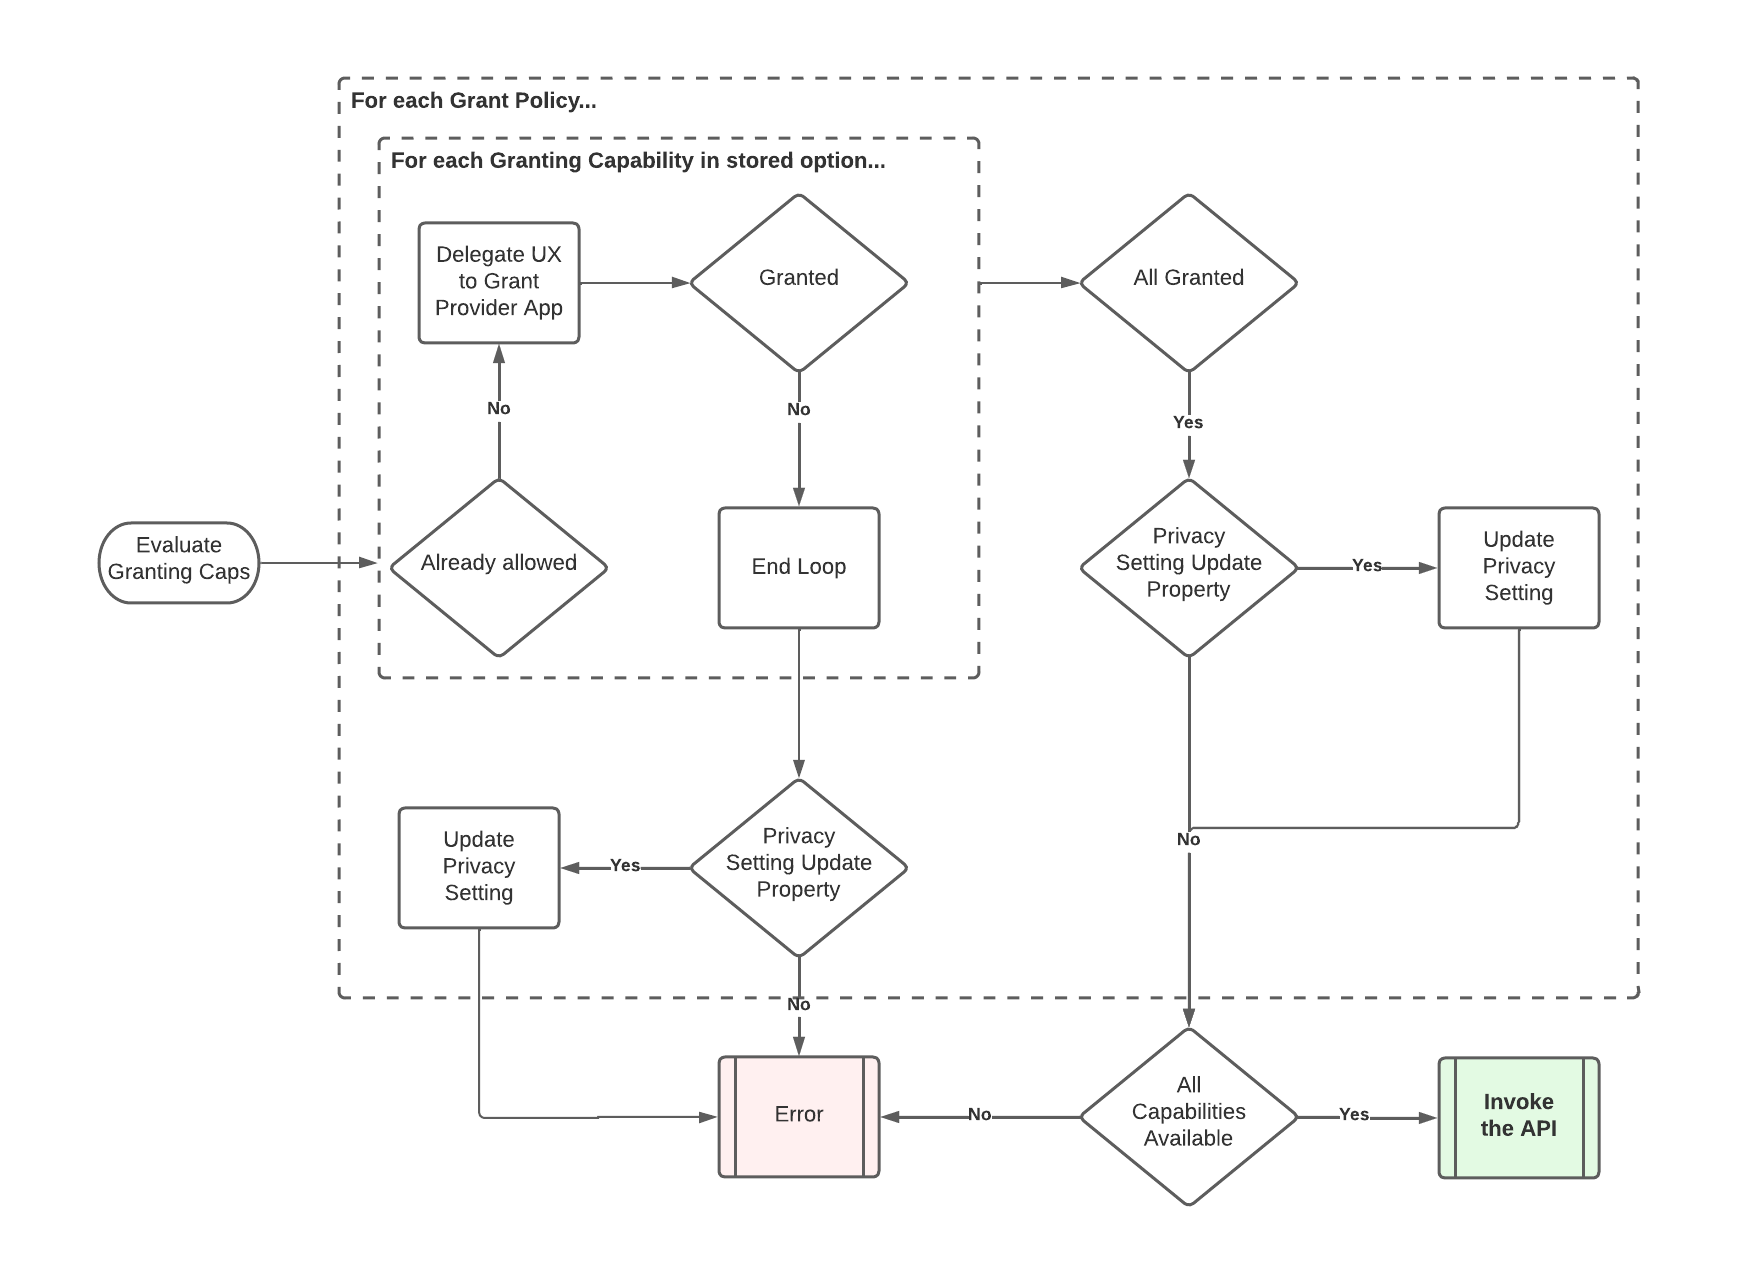 For each Grant Policy...
For each Granting Capability in stored option...
Delegate UX
to Grant
Provider App
Granted
All Granted
No
No
Yes
Evaluate
Granting Caps
Already allowed
End Loop
Privacy
Setting Update
Property
Yes
Update
Privacy
Setting
Update
Privacy
Setting
Yes
Privacy
Setting Update
Property
No
No
Error
No
All
Capabilities
Available
Yes
Invoke
the API